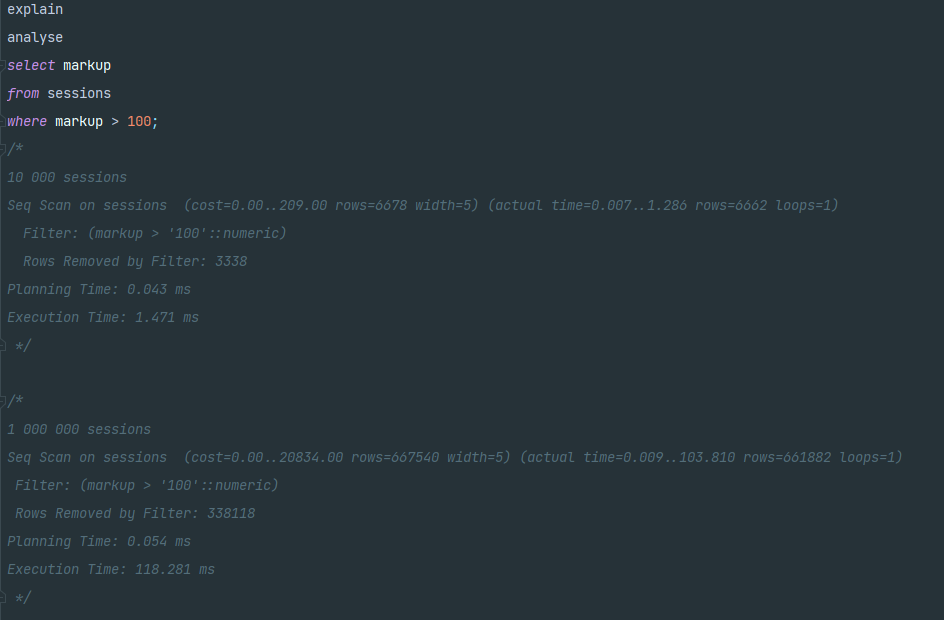 explain
analyse
select markup
from sessions
where markup > 100;
/*
10 000 sessions
Seq Scan on sessions  (cost=0.00..209.00 rows=6678 width=5) (actual time=0.007..1.286 rows=6662 loops=1)
  Filter: (markup > '100'::numeric)
  Rows Removed by Filter: 3338
Planning Time: 0.043 ms
Execution Time: 1.471 ms
 */
/*
1 000 000 sessions
Seq Scan on sessions  (cost=0.00..20834.00 rows=667540 width=5) (actual time=0.009..103.810 rows=661882 loops=1)
 Filter: (markup > '100'::numeric)
 Rows Removed by Filter: 338118
Planning Time: 0.054 ms
Execution Time: 118.281 ms
 */